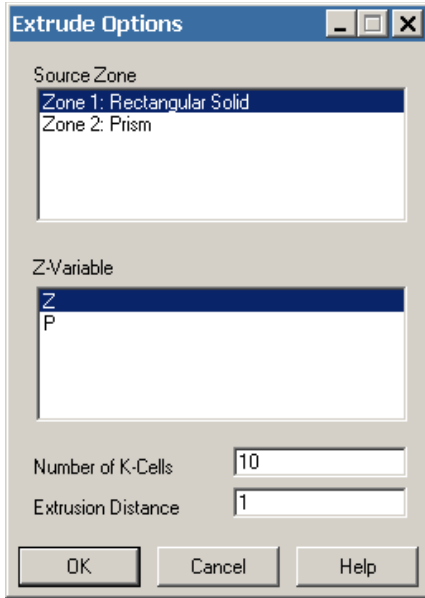 Extrude Options
Source Zone
Zone 1: Rectangular Solid
Zone 2: Prism
Z-Variable
Z
P
Number of K-Cells 10
Extrusion Distance 1
OK Cancel Help